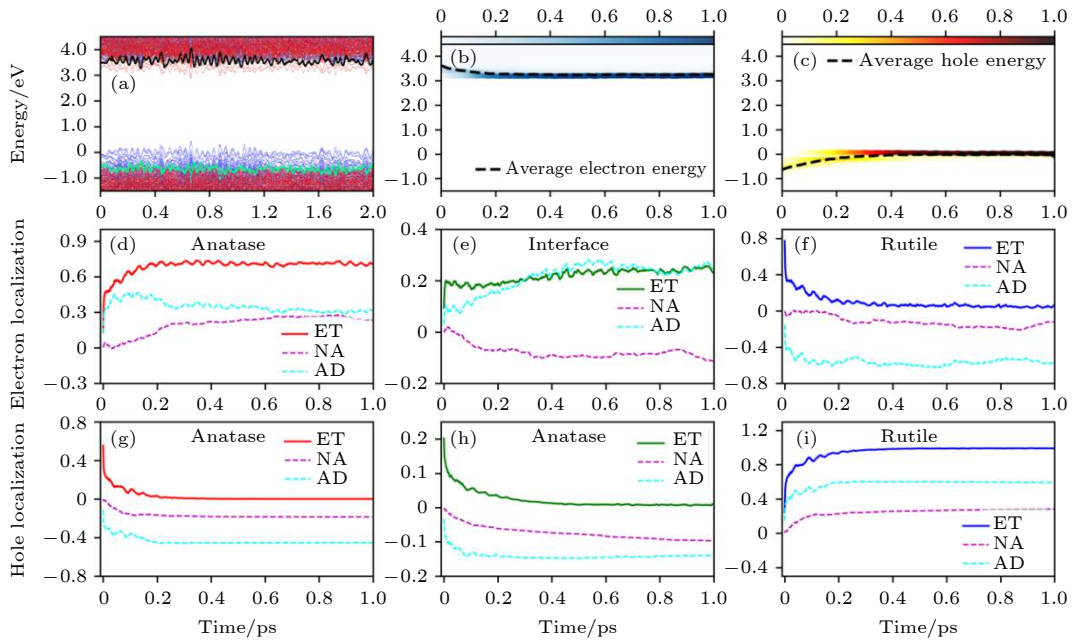 0 0.2 0.4 0.6 0.8 1.0
0 0.2 0.4 0.6 0.8 1.0
Energy/eV
4.0
3.0
2.0
1.0
0
−1.0
(a)
0 0.4 0.8 1.2 1.6 2.0
4.0
3.0
2.0
1.0
0
−1.0
(b)
Average electron energy
4.0
3.0
2.0
1.0
0
−1.0
(c)
Average hole energy
Electron localization
0.9
0.6
0.3
0
−0.3
(d) Anatase
ET
NA
AD
0 0.2 0.4 0.6 0.8 1.0
0.4
0.2
0
0.2
(e) Interface
ET
NA
AD
0 0.2 0.4 0.6 0.8 1.0
0.8
0.4
0
−0.4
−0.8
(f) Rutile
ET
NA
AD
0 0.2 0.4 0.6 0.8 1.0
Hole localization
0.8
0.4
0
−0.4
−0.8
(g) Anatase
ET
NA
AD
0 0.2 0.4 0.6 0.8 1.0
Time/ps
0.2
0.1
0
−0.1
−0.2
(h) Anatase
ET
NA
AD
0 0.2 0.4 0.6 0.8 1.0
Time/ps
1.2
0.8
0.4
0
−0.4
(i) Rutile
ET
NA
AD
0 0.2 0.4 0.6 0.8 1.0
Time/ps